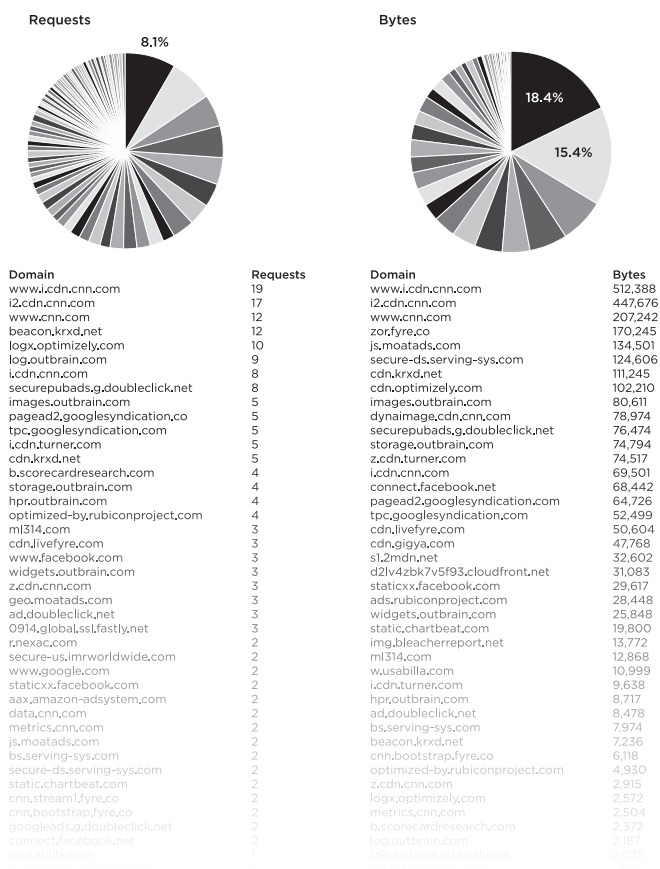 Requests
8.1%
Domain Requests
www.i.cdn.cnn.com 19
i2.cdn.cnn.com 17
www.cnn.com 12
beacon.krxd.net 12
logx.optimizely.com 10
log.outbrain.com 9
i.cdn.cnn.com 8
securepubads.g.doubleclick.net 8
images.outbrain.com 5
pagead2.googlesyndication.co 5
tpc.googlesyndication.com 5
i.cdn.turner.com 5
cdn.krxd.net 5
b.scorecardresearch.com 4
storage.outbrain.com 4
hpr.outbrain.com 4
optimized-by.rubiconproject.com 4
ml314.com 3
cdn.livefyre.com 3
www.facebook.com 3
widgets.outbrain.com 3
z.cdn.cnn.com 3
geo.moatads.com 3
ad.doubleclick.net 3
0914.global.ssl.fastly.net 3
r.nexac.com 2
secure-us.imrworldwide.com 2
www.google.com 2
staticxx.facebook.com 2
aax.amazon-adsystem.com 2
data.cnn.com 2
metrics.cnn.com 2
js.moatads.com 2
bs.serving-sys.com 2
secure-ds.serving-sys.com 2
static.chartbeat.com 2
cnn.stream1.fyre.co 2
cnn.bootstrap.fyre.co 2
googleads.g.doubleclick.net 2
connect.facebook.net 2
Bytes
18.4%
15.4%
Domain Bytes
www.i.cdn.cnn.com 512,388
i2.cdn.cnn.com 447,676
www.cnn.com 207,242
zor.fyre.co 170,245
js.moatads.com 134,501
secure-ds.serving-sys.com 124,606
cdn.krxd.net 111,245
cdn.optimizely.com 102,210
images.outbrain.com 80,611
dynaimage.cdn.cnn.com 78,974
securepubads.g.doubleclick.net 76,474
storage.outbrain.com 74,794
z.cdn.turner.com 74,517
i.cdn.cnn.com 69,501
connect.facebook.net 68,442
pagead2.googlesyndication.com 64,726
tpc.googlesyndication.com 52,499
cdn.livefyre.com 50,604
cdn.gigya.com 47,768
s1.2mdn.net 32,602
d2lv4zbk7v5f93.cloudfront.net 31,083
staticxx.facebook.com 29,617
ads.rubiconproject.com 28,448
widgets.outbrain.com 25,848
static.chartbeat.com 19,800
img.bleacherreport.net 13,772
ml314.com 12,868
w.usabilla.com 10,999
i.cdn.turner.com 9,638
hpr.outbrain.com 8,717
ad.doubleclick.net 8,478
bs.serving-sys.com 7,974
beacon.krxd.net 7,236
cnn.bootstrap.fyre.co 6,118
optimized-by.rubiconproject.com 4,930
z.cdn.cnn.com 2,915
logx.optimizely.com 2,572
metrics.cnn.com 2,504
b.scorecardresearch.com 2,372
log.outbrain.com 2,187
0914.global.ssl.fastly.net